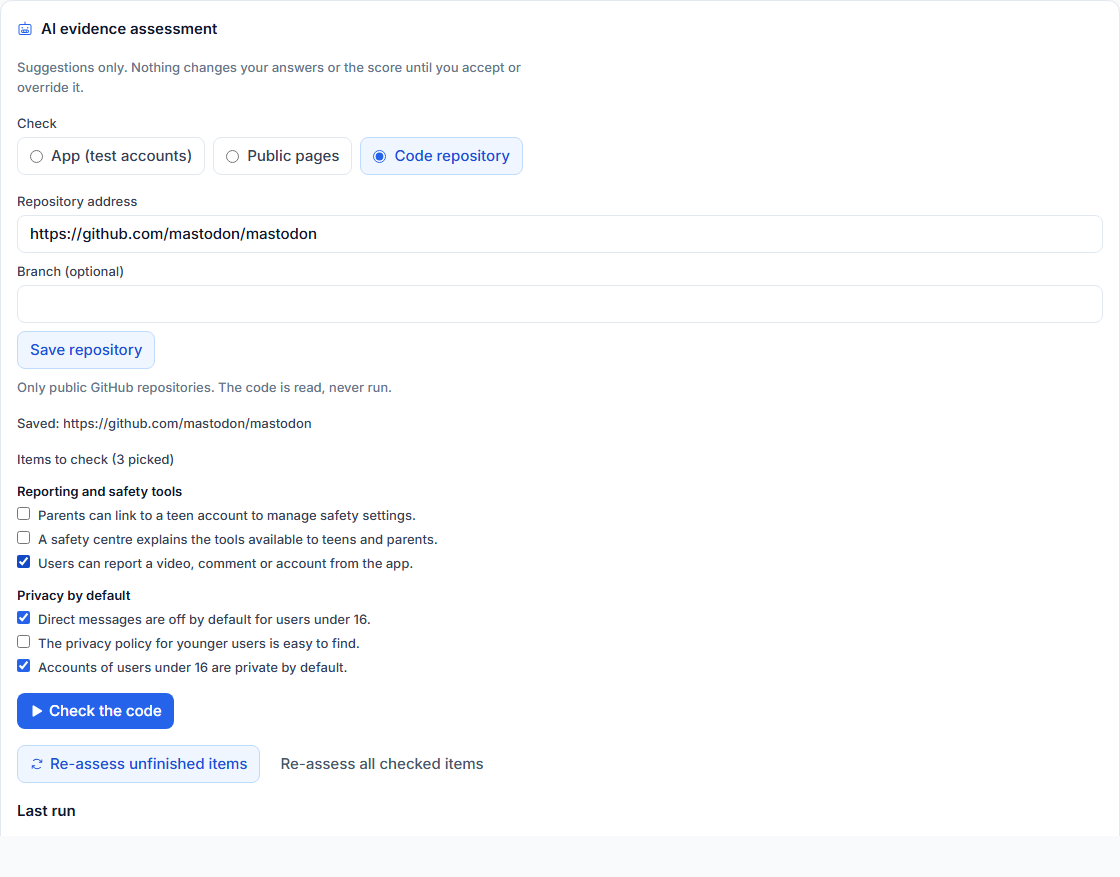 AI evidence assessment
Suggestions only. Nothing changes your answers or the score until you accept or
override it.
Check
App (test accounts)
Public pages
Code repository
Repository address
https://github.com/mastodon/mastodon
Branch (optional)
Save repository
Only public GitHub repositories. The code is read, never run.
Saved: https://github.com/mastodon/mastodon
Items to check (3 picked)
Reporting and safety tools
Parents can link to a teen account to manage safety settings.
A safety centre explains the tools available to teens and parents.
Users can report a video, comment or account from the app.
Privacy by default
Direct messages are off by default for users under 16.
The privacy policy for younger users is easy to find.
Accounts of users under 16 are private by default.
Check the code
Re-assess unfinished items
Re-assess all checked items
Last run